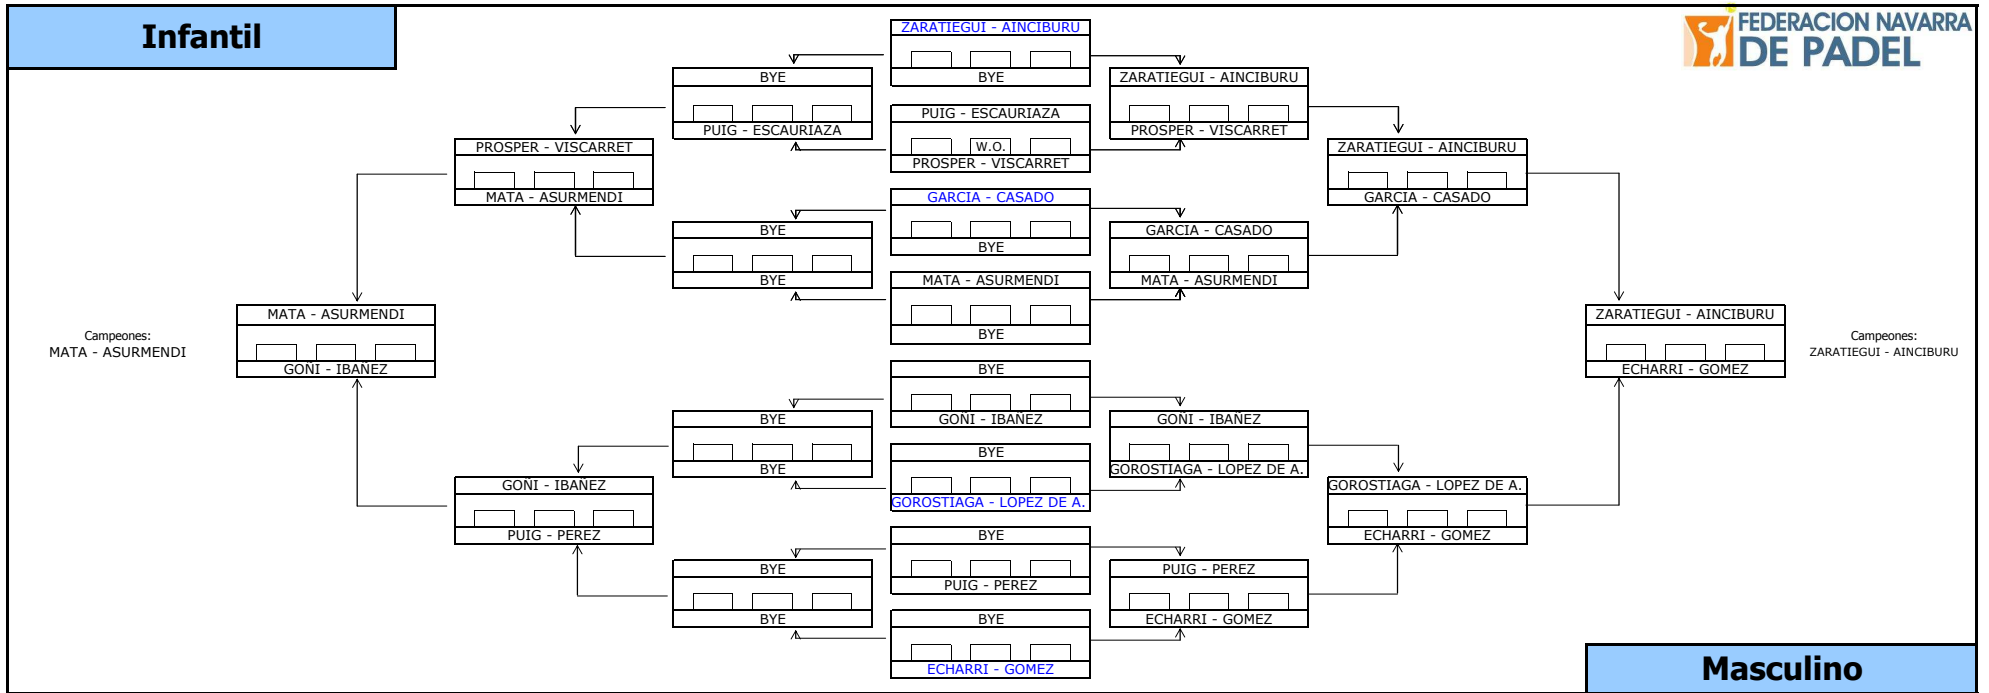 Infantil
FEDERACION NAVARRA
DE PADEL
ZARATIEGUI - AINCIBURU
BYE
PUIG - ESCAURIAZA
W.O.
PROSPER - VISCARRET
GARCIA - CASADO
BYE
MATA - ASURMENDI
BYE
BYE
GOÑI - IBAÑEZ
BYE
GOROSTIAGA - LOPEZ DE A.
BYE
PUIG - PEREZ
BYE
ECHARRI - GOMEZ
BYE
PUIG - ESCAURIAZA
BYE
BYE
BYE
BYE
BYE
BYE
PROSPER - VISCARRET
MATA - ASURMENDI
GOÑI - IBAÑEZ
PUIG - PEREZ
MATA - ASURMENDI
GOÑI - IBAÑEZ
Campeones:
MATA - ASURMENDI
ZARATIEGUI - AINCIBURU
PROSPER - VISCARRET
GARCIA - CASADO
MATA - ASURMENDI
GOÑI - IBAÑEZ
GOROSTIAGA - LOPEZ DE A.
PUIG - PEREZ
ECHARRI - GOMEZ
ZARATIEGUI - AINCIBURU
GARCIA - CASADO
GOROSTIAGA - LOPEZ DE A.
ECHARRI - GOMEZ
ZARATIEGUI - AINCIBURU
ECHARRI - GOMEZ
Campeones:
ZARATIEGUI - AINCIBURU
Masculino